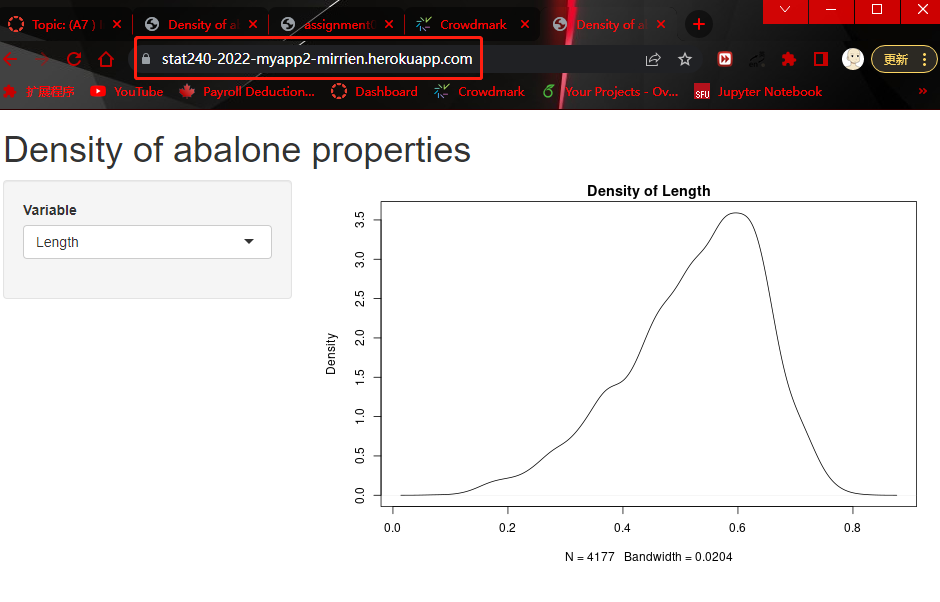 Topic: (A7 )
Density of a
assignment
Crowdmark
Density of al
stat240-2022-myapp2-mirrien.herokuapp.com
更新
扩展程序
YouTube
Payroll Deduction...
Dashboard
Crowdmark
Your Projects - Ov...
SFU
Jupyter Notebook
»
Density of abalone properties
Variable
Length
Density of Length
Density
3.5
3.0
2.5
2.0
1.5
1.0
0.5
0.0
0.0 0.2 0.4 0.6 0.8
N = 4177 Bandwidth = 0.0204